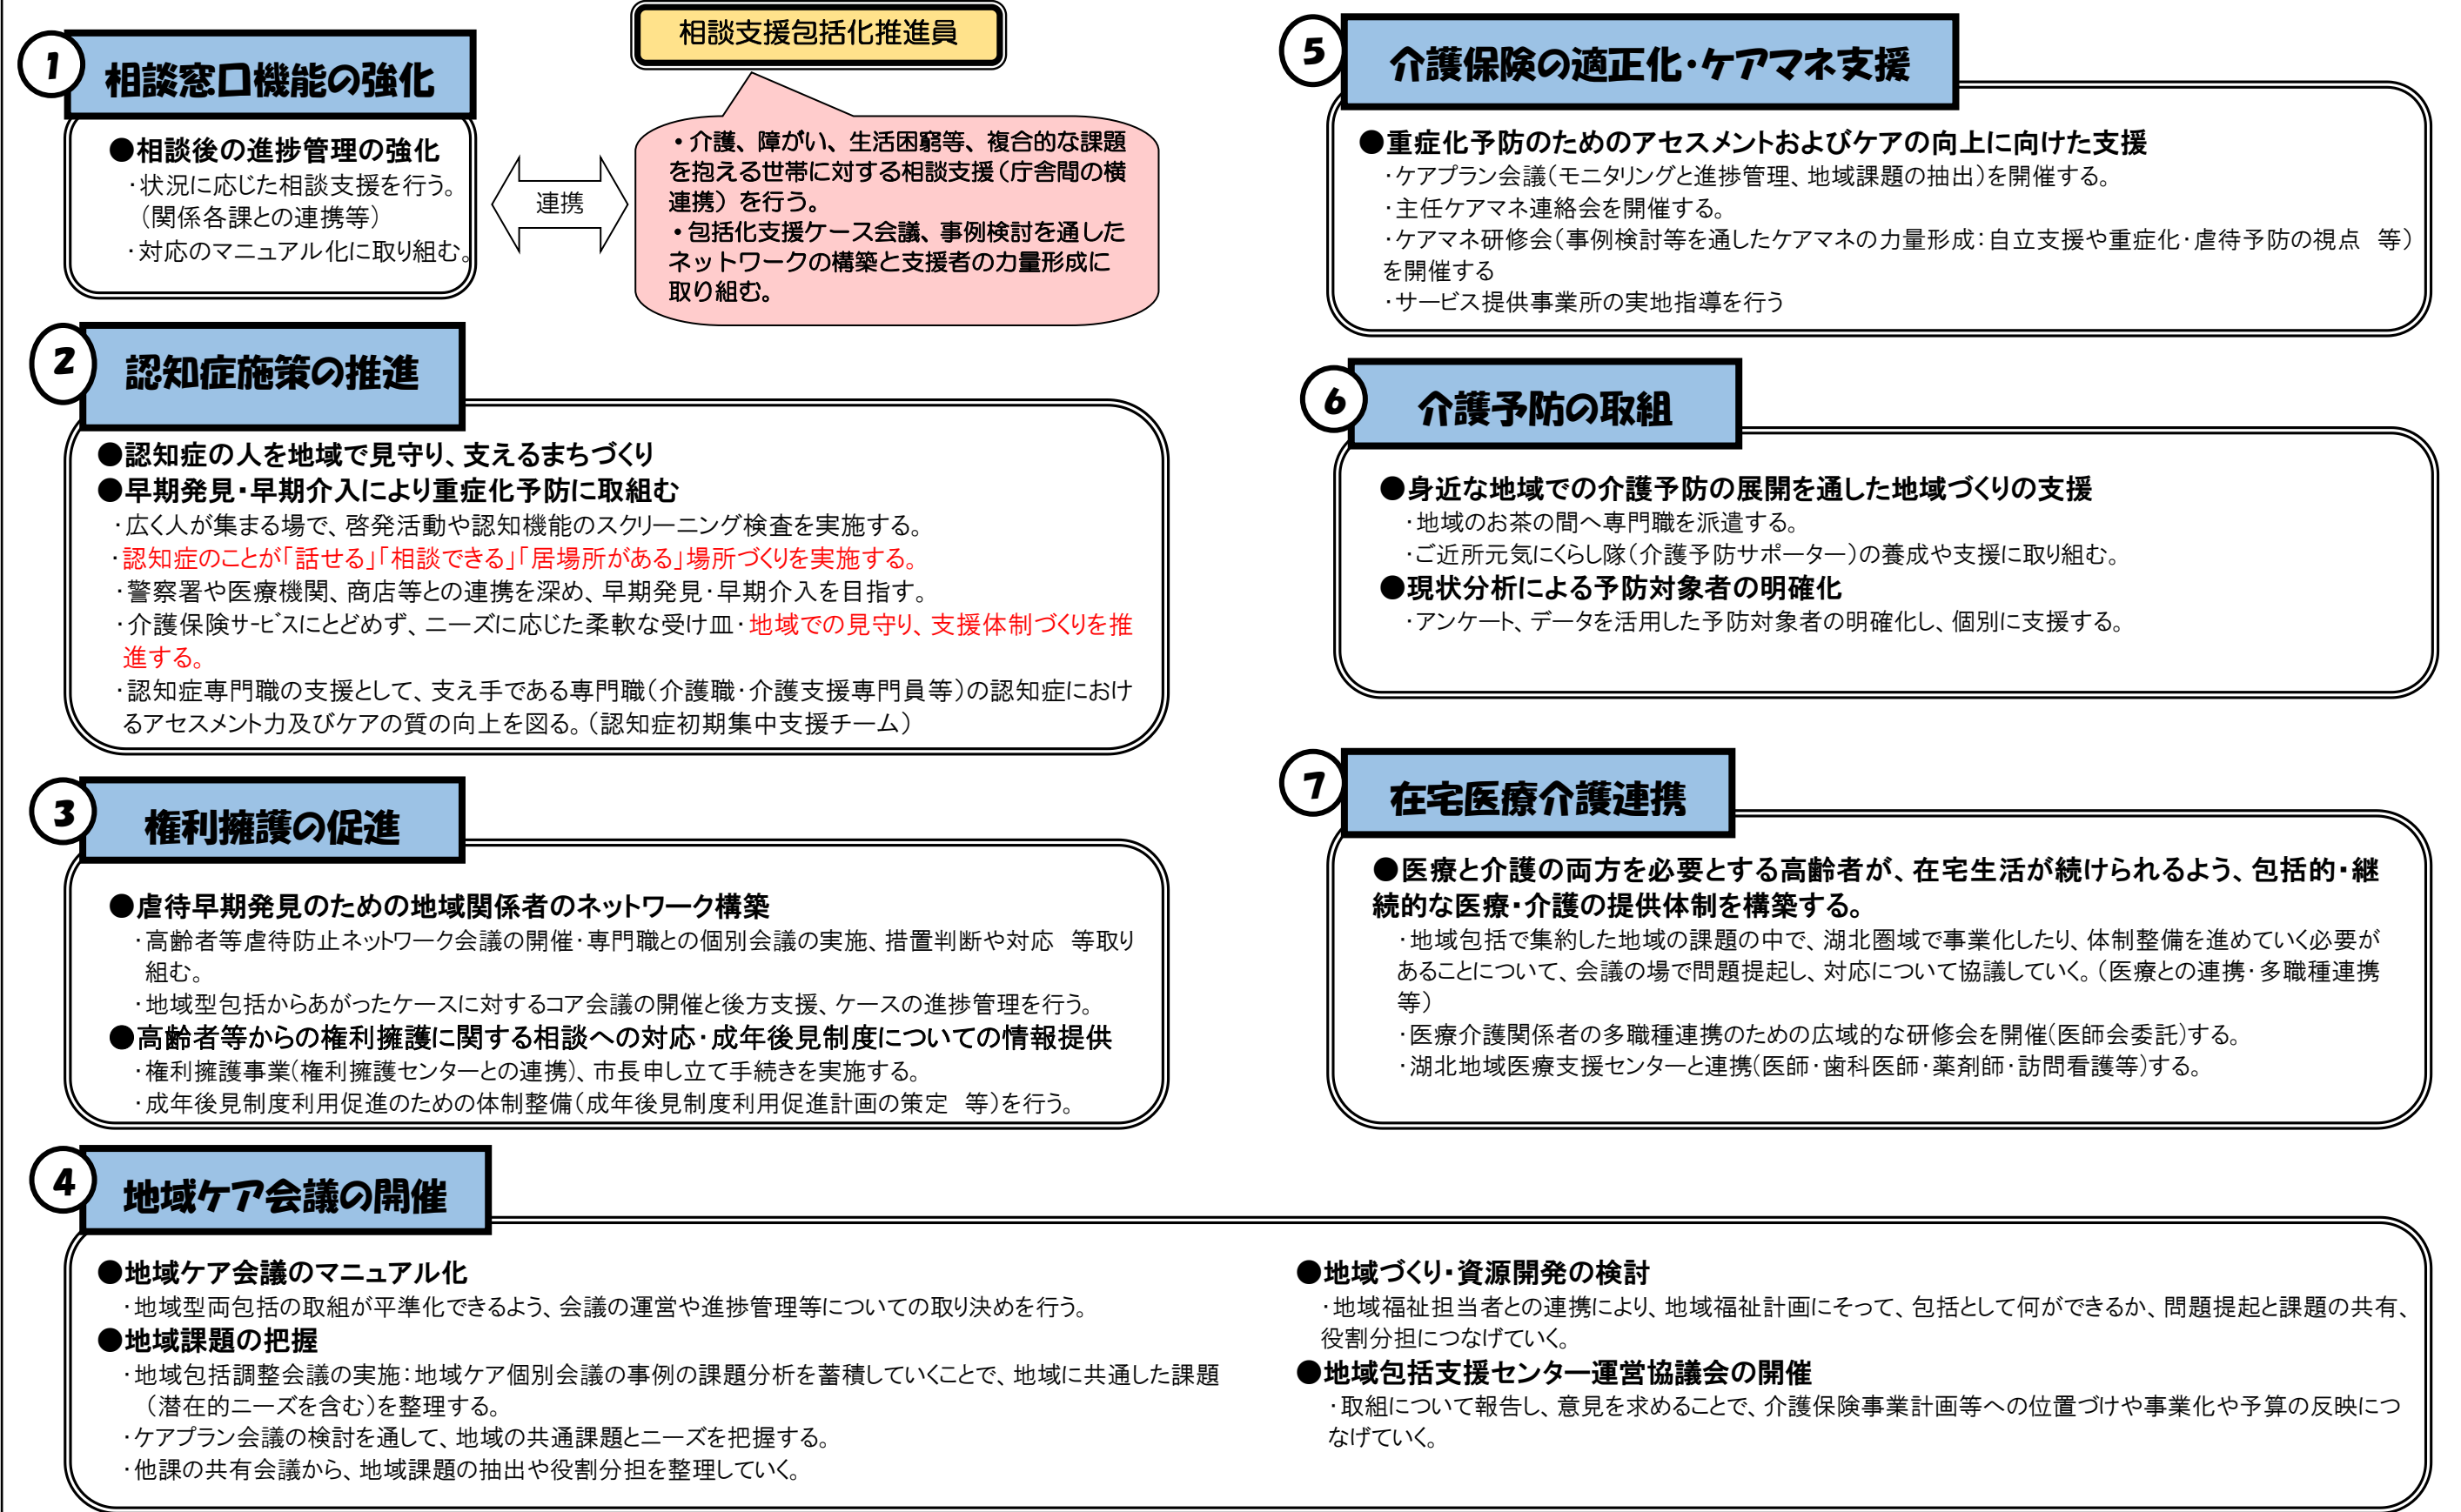 1
相談窓口機能の強化
●相談後の進捗管理の強化
・状況に応じた相談支援を行う。
（関係各課との連携等）
・対応のマニュアル化に取り組む。
連携
相談支援包括化推進員
・介護、障がい、生活困窮等、複合的な課題
を抱える世帯に対する相談支援（庁舎間の横
連携）を行う。
・包括化支援ケース会議、事例検討を通した
ネットワークの構築と支援者の力量形成に
取り組む。
2
認知症施策の推進
●認知症の人を地域で見守り、支えるまちづくり
●早期発見・早期介入により重症化予防に取組む
・広く人が集まる場で、啓発活動や認知機能のスクリーニング検査を実施する。
・認知症のことが「話せる」「相談できる」「居場所がある」場所づくりを実施する。
・警察署や医療機関、商店等との連携を深め、早期発見・早期介入を目指す。
・介護保険ｻｰﾋﾞｽにとどめず、ニーズに応じた柔軟な受け皿・地域での見守り、支援体制づくりを推
進する。
・認知症専門職の支援として、支え手である専門職（介護職・介護支援専門員等）の認知症におけ
るアセスメント力及びケアの質の向上を図る。（認知症初期集中支援チーム）
3
権利擁護の促進
●虐待早期発見のための地域関係者のネットワーク構築
・高齢者等虐待防止ネットワーク会議の開催・専門職との個別会議の実施、措置判断や対応　等取り
組む。
・地域型包括からあがったケースに対するコア会議の開催と後方支援、ケースの進捗管理を行う。
●高齢者等からの権利擁護に関する相談への対応・成年後見制度についての情報提供
・権利擁護事業(権利擁護センターとの連携)、市長申し立て手続きを実施する。
・成年後見制度利用促進のための体制整備（成年後見制度利用促進計画の策定　等）を行う。
4
地域ケア会議の開催
●地域ケア会議のマニュアル化
・地域型両包括の取組が平準化できるよう、会議の運営や進捗管理等についての取り決めを行う。
●地域課題の把握
・地域包括調整会議の実施：地域ケア個別会議の事例の課題分析を蓄積していくことで、地域に共通した課題
（潜在的ニーズを含む）を整理する。
・ケアプラン会議の検討を通して、地域の共通課題とニーズを把握する。
・他課の共有会議から、地域課題の抽出や役割分担を整理していく。
●地域づくり・資源開発の検討
・地域福祉担当者との連携により、地域福祉計画にそって、包括として何ができるか、問題提起と課題の共有、
役割分担につなげていく。
●地域包括支援センター運営協議会の開催
・取組について報告し、意見を求めることで、介護保険事業計画等への位置づけや事業化や予算の反映につ
なげていく。
5
介護保険の適正化・ケアマネ支援
●重症化予防のためのアセスメントおよびケアの向上に向けた支援
・ケアプラン会議（モニタリングと進捗管理、地域課題の抽出）を開催する。
・主任ケアマネ連絡会を開催する。
・ケアマネ研修会（事例検討等を通したケアマネの力量形成：自立支援や重症化・虐待予防の視点　等）
を開催する
・サービス提供事業所の実地指導を行う
6
介護予防の取組
●身近な地域での介護予防の展開を通した地域づくりの支援
・地域のお茶の間へ専門職を派遣する。
・ご近所元気にくらし隊（介護予防サポーター）の養成や支援に取り組む。
●現状分析による予防対象者の明確化
・アンケート、データを活用した予防対象者の明確化し、個別に支援する。
7
在宅医療介護連携
●医療と介護の両方を必要とする高齢者が、在宅生活が続けられるよう、包括的・継
続的な医療・介護の提供体制を構築する。
・地域包括で集約した地域の課題の中で、湖北圏域で事業化したり、体制整備を進めていく必要が
あることについて、会議の場で問題提起し、対応について協議していく。（医療との連携・多職種連携
等）
・医療介護関係者の多職種連携のための広域的な研修会を開催(医師会委託)する。
・湖北地域医療支援センターと連携(医師・歯科医師・薬剤師・訪問看護等)する。